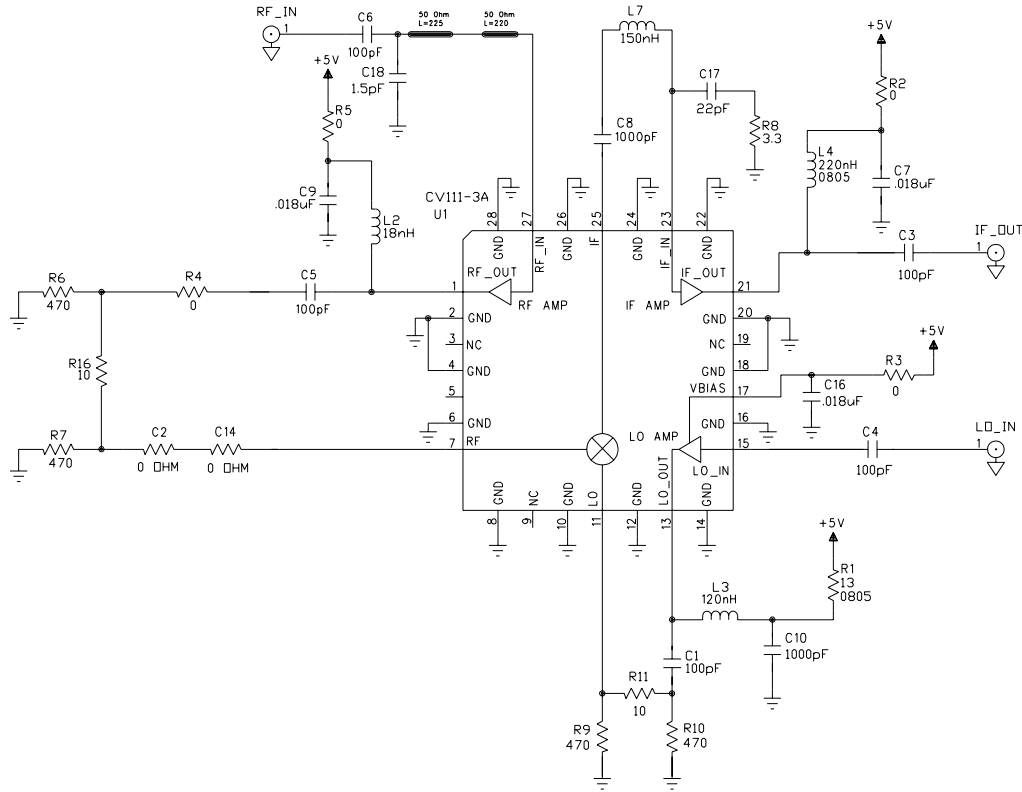 RF_IN
1
C6
100pF
50 Ohm
L=225
50 Ohm
L=220
C18
1.5pF
+5V
R5
0
C9
.018uF
L2
18nH
L7
150nH
C17
22pF
R8
3.3
C8
1000pF
+5V
R2
0
L4
220nH
0805
C7
.018uF
IF_OUT
1
C3
100pF
CV111-3A
U1
28
GND
27
RF_IN
26
GND
25
IF
24
GND
23
IF_IN
22
GND
RF_OUT
RF AMP
IF_OUT
IF AMP
1
2
GND
3
NC
4
GND
5
6
GND
7
RF
21
20
GND
19
NC
18
GND
17
VBIAS
16
GND
15
LO_IN
LO AMP
LO_OUT
8
GND
9
NC
10
GND
11
LO
12
GND
13
14
GND
R6
470
R4
0
C5
100pF
R16
10
R7
470
C2
0 OHM
C14
0 OHM
+5V
R3
0
C16
.018uF
LO_IN
1
C4
100pF
+5V
R1
13
0805
L3
120nH
C10
1000pF
C1
100pF
R11
10
R9
470
R10
470